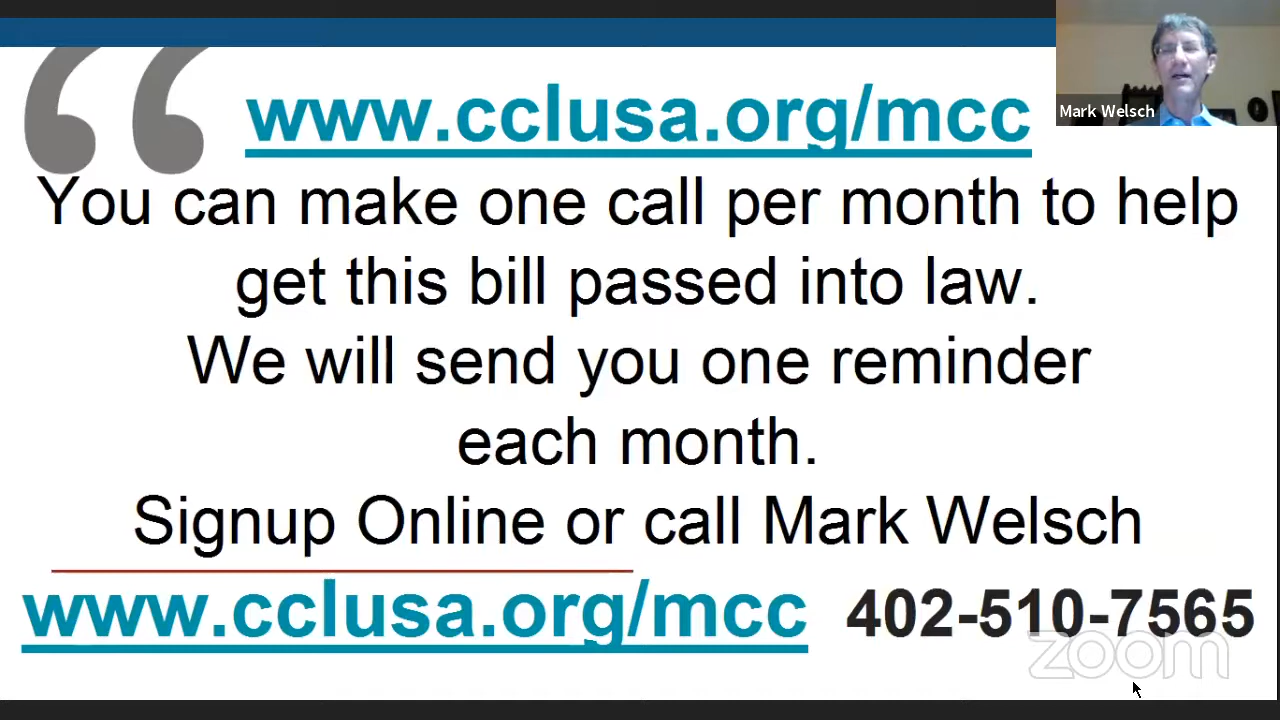 www.cclusa.org/mcc
Mark Welsch
You can make one call per month to help
get this bill passed into law.
We will send you one reminder
each month.
Signup Online or call Mark Welsch
www.cclusa.org/mcc 402-510-7565
zoom